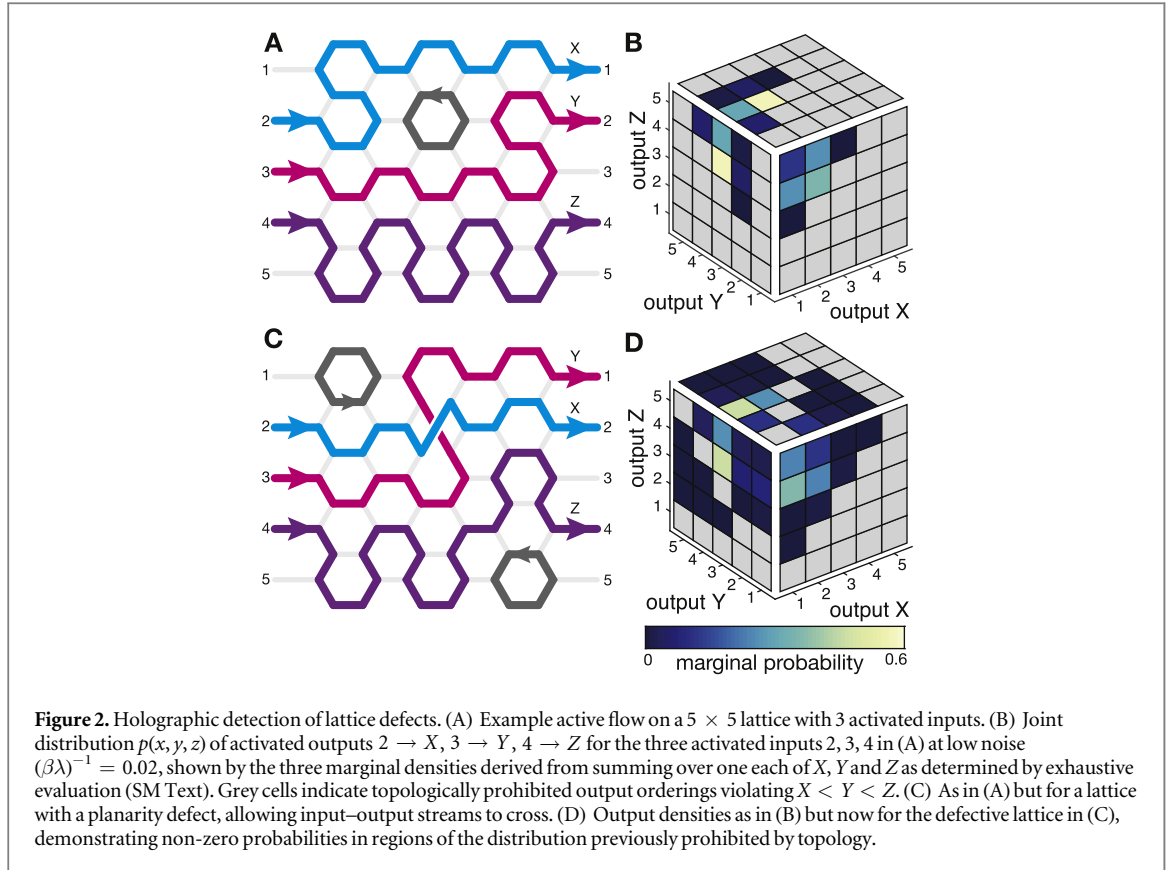 A
B
X
1
1
Y
2
2
3
3
Z
4
4
5
5
output Z
5
4
3
2
1
5
4
3
2
1
output Y
1
2
3
4
5
output X
C
D
Y
1
1
X
2
2
3
3
Z
4
4
5
5
output Z
5
4
3
2
1
5
4
3
2
1
output Y
1
2
3
4
5
output X
0
marginal probability
0.6
Figure 2. Holographic detection of lattice defects. (A) Example active flow on a 5 × 5 lattice with 3 activated inputs. (B) Joint
distribution p(x, y, z) of activated outputs 2 → X, 3 → Y, 4 → Z for the three activated inputs 2, 3, 4 in (A) at low noise
(βλ)⁻¹ = 0.02, shown by the three marginal densities derived from summing over one each of X, Y and Z as determined by exhaustive
evaluation (SM Text). Grey cells indicate topologically prohibited output orderings violating X < Y < Z. (C) As in (A) but for a lattice
with a planarity defect, allowing input–output streams to cross. (D) Output densities as in (B) but now for the defective lattice in (C),
demonstrating non-zero probabilities in regions of the distribution previously prohibited by topology.